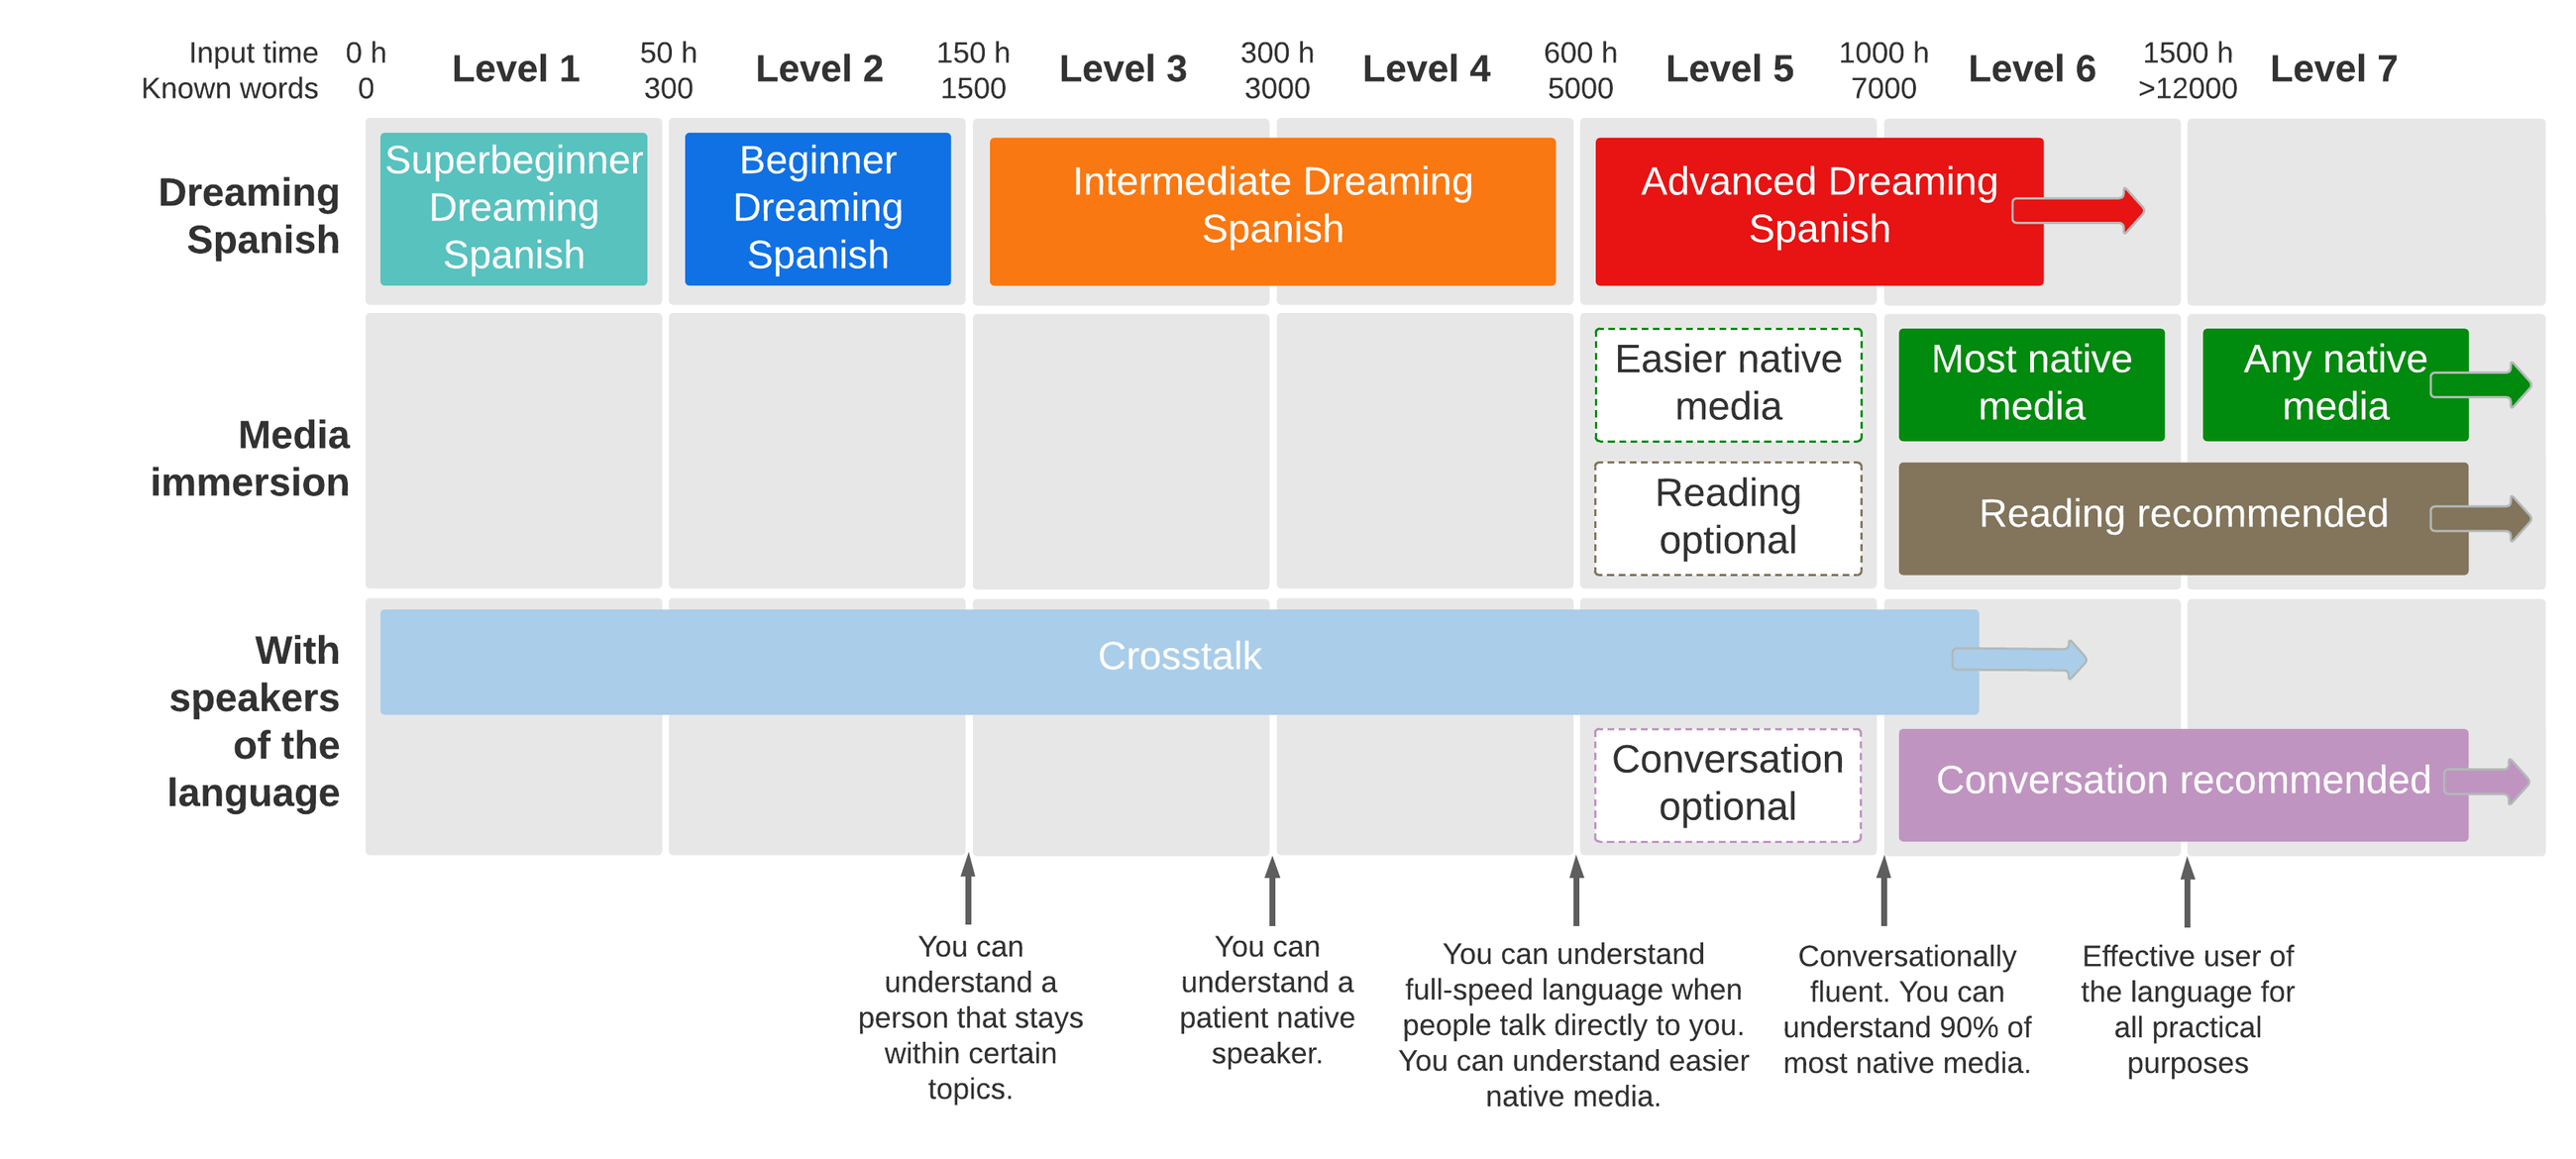 Input time 0 h 50 h 150 h 300 h 600 h 1000 h 1500 h
Level 1 Level 2 Level 3 Level 4 Level 5 Level 6 Level 7
Known words 0 300 1500 3000 5000 7000 >12000
Dreaming
Spanish
Superbeginner
Dreaming
Spanish
Beginner
Dreaming
Spanish
Intermediate Dreaming
Spanish
Advanced Dreaming
Spanish
Media
immersion
Easier native
media
Most native
media
Any native
media
Reading
optional
Reading recommended
With
speakers
of the
language
Crosstalk
Conversation
optional
Conversation recommended
You can
understand a
person that stays
within certain
topics.
You can
understand a
patient native
speaker.
You can understand
full-speed language when
people talk directly to you.
You can understand easier
native media.
Conversationally
fluent. You can
understand 90% of
most native media.
Effective user of
the language for
all practical
purposes